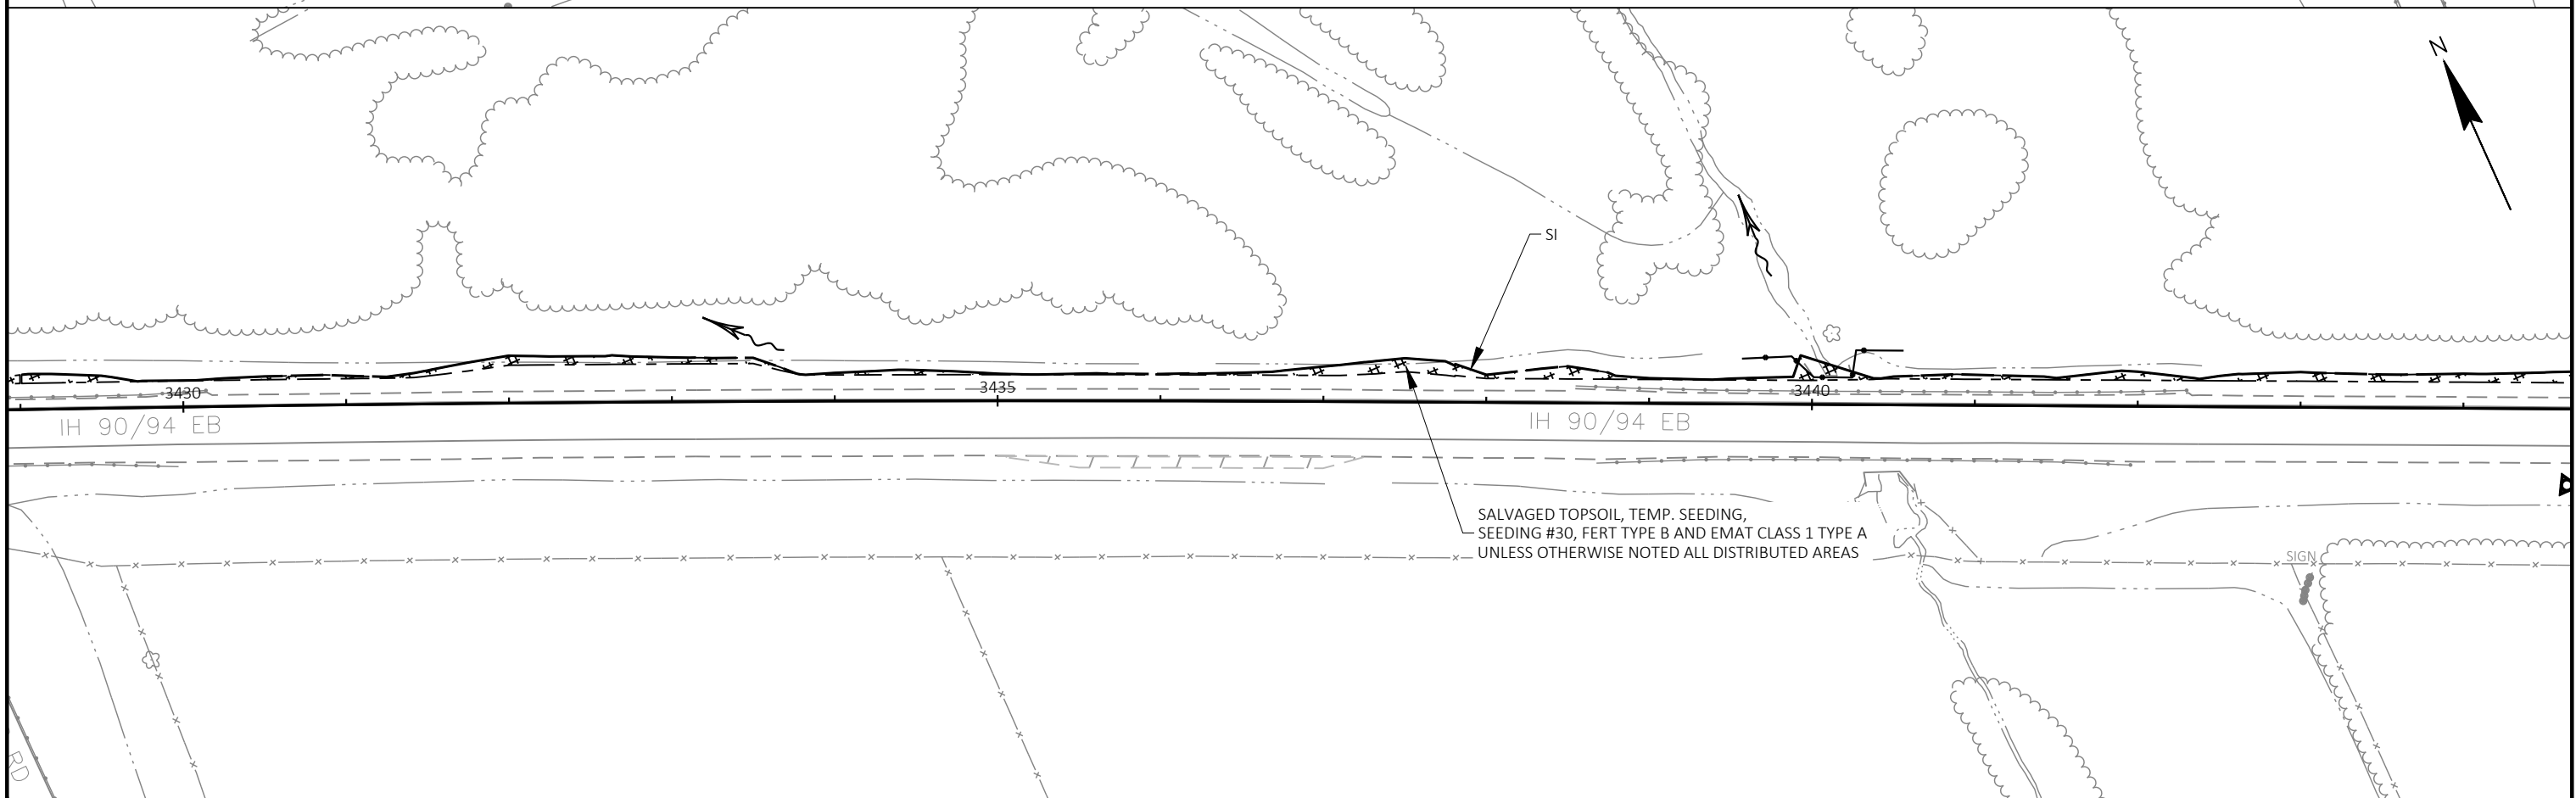 N
SI
3430
3435
3440
IH 90/94 EB
IH 90/94 EB
SALVAGED TOPSOIL, TEMP. SEEDING,
SEEDING #30, FERT TYPE B AND EMAT CLASS 1 TYPE A
UNLESS OTHERWISE NOTED ALL DISTRIBUTED AREAS
SIGN
RD